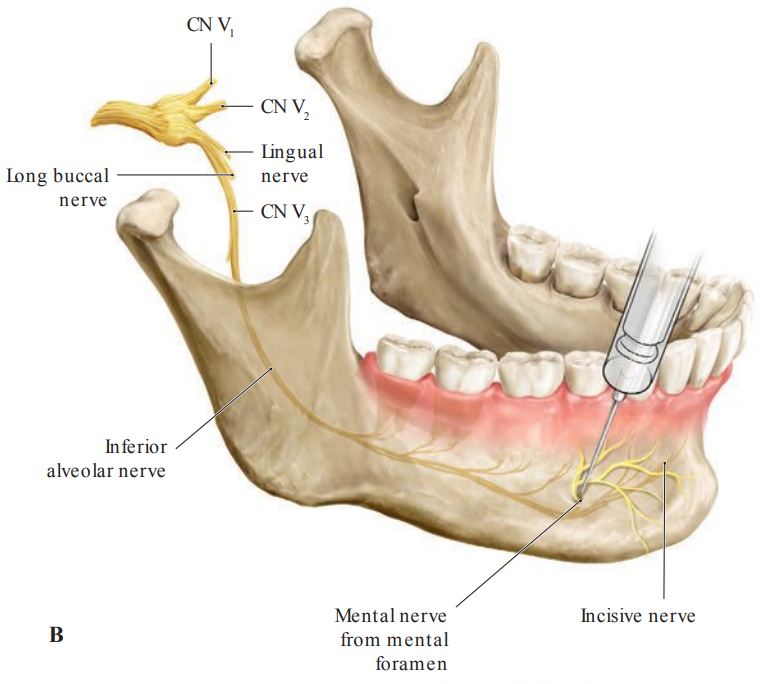 CN V1
CN V2
Lingual
nerve
Long buccal
nerve
CN V3
Inferior
alveolar nerve
Mental nerve
from mental
foramen
Incisive nerve
B